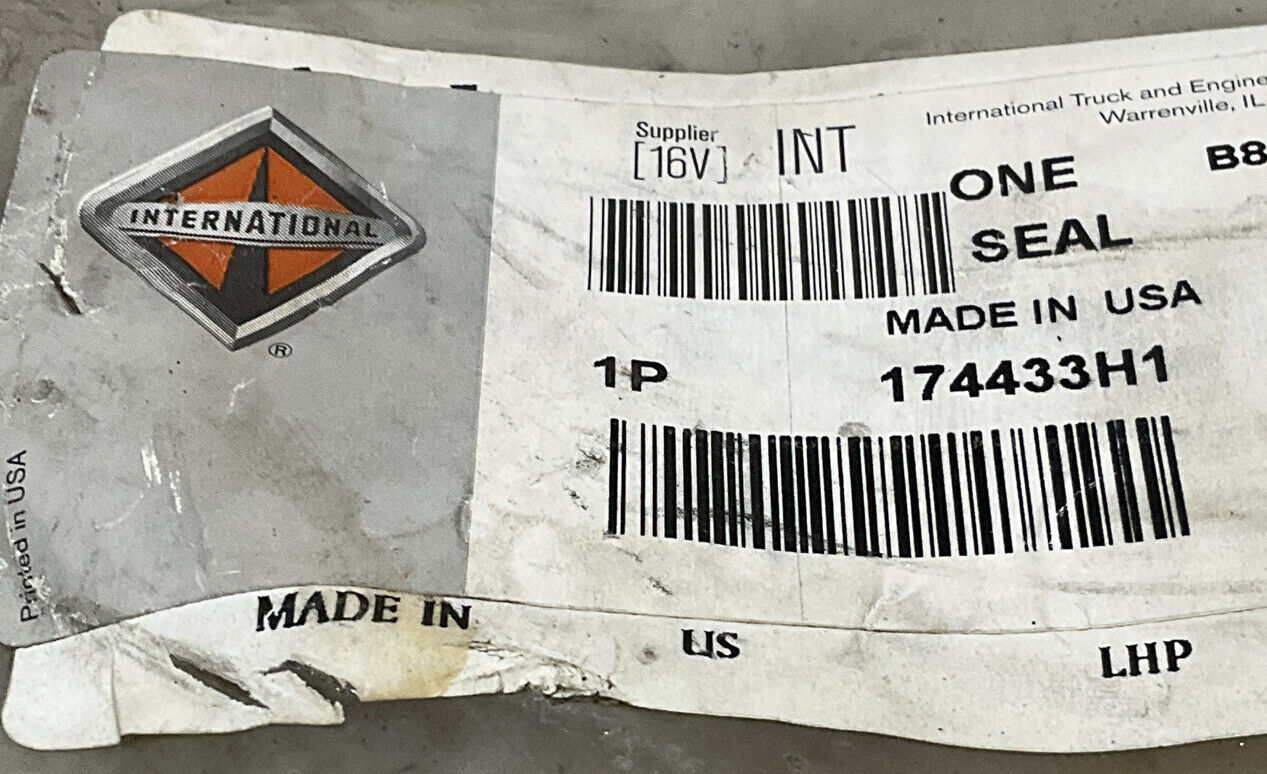 INTERNATIONAL
®
Printed in USA
Supplier
[16V] INT
International Truck and Engine
Warrenville, IL
ONE
B8
SEAL
MADE IN USA
1P 174433H1
MADE IN US LHP